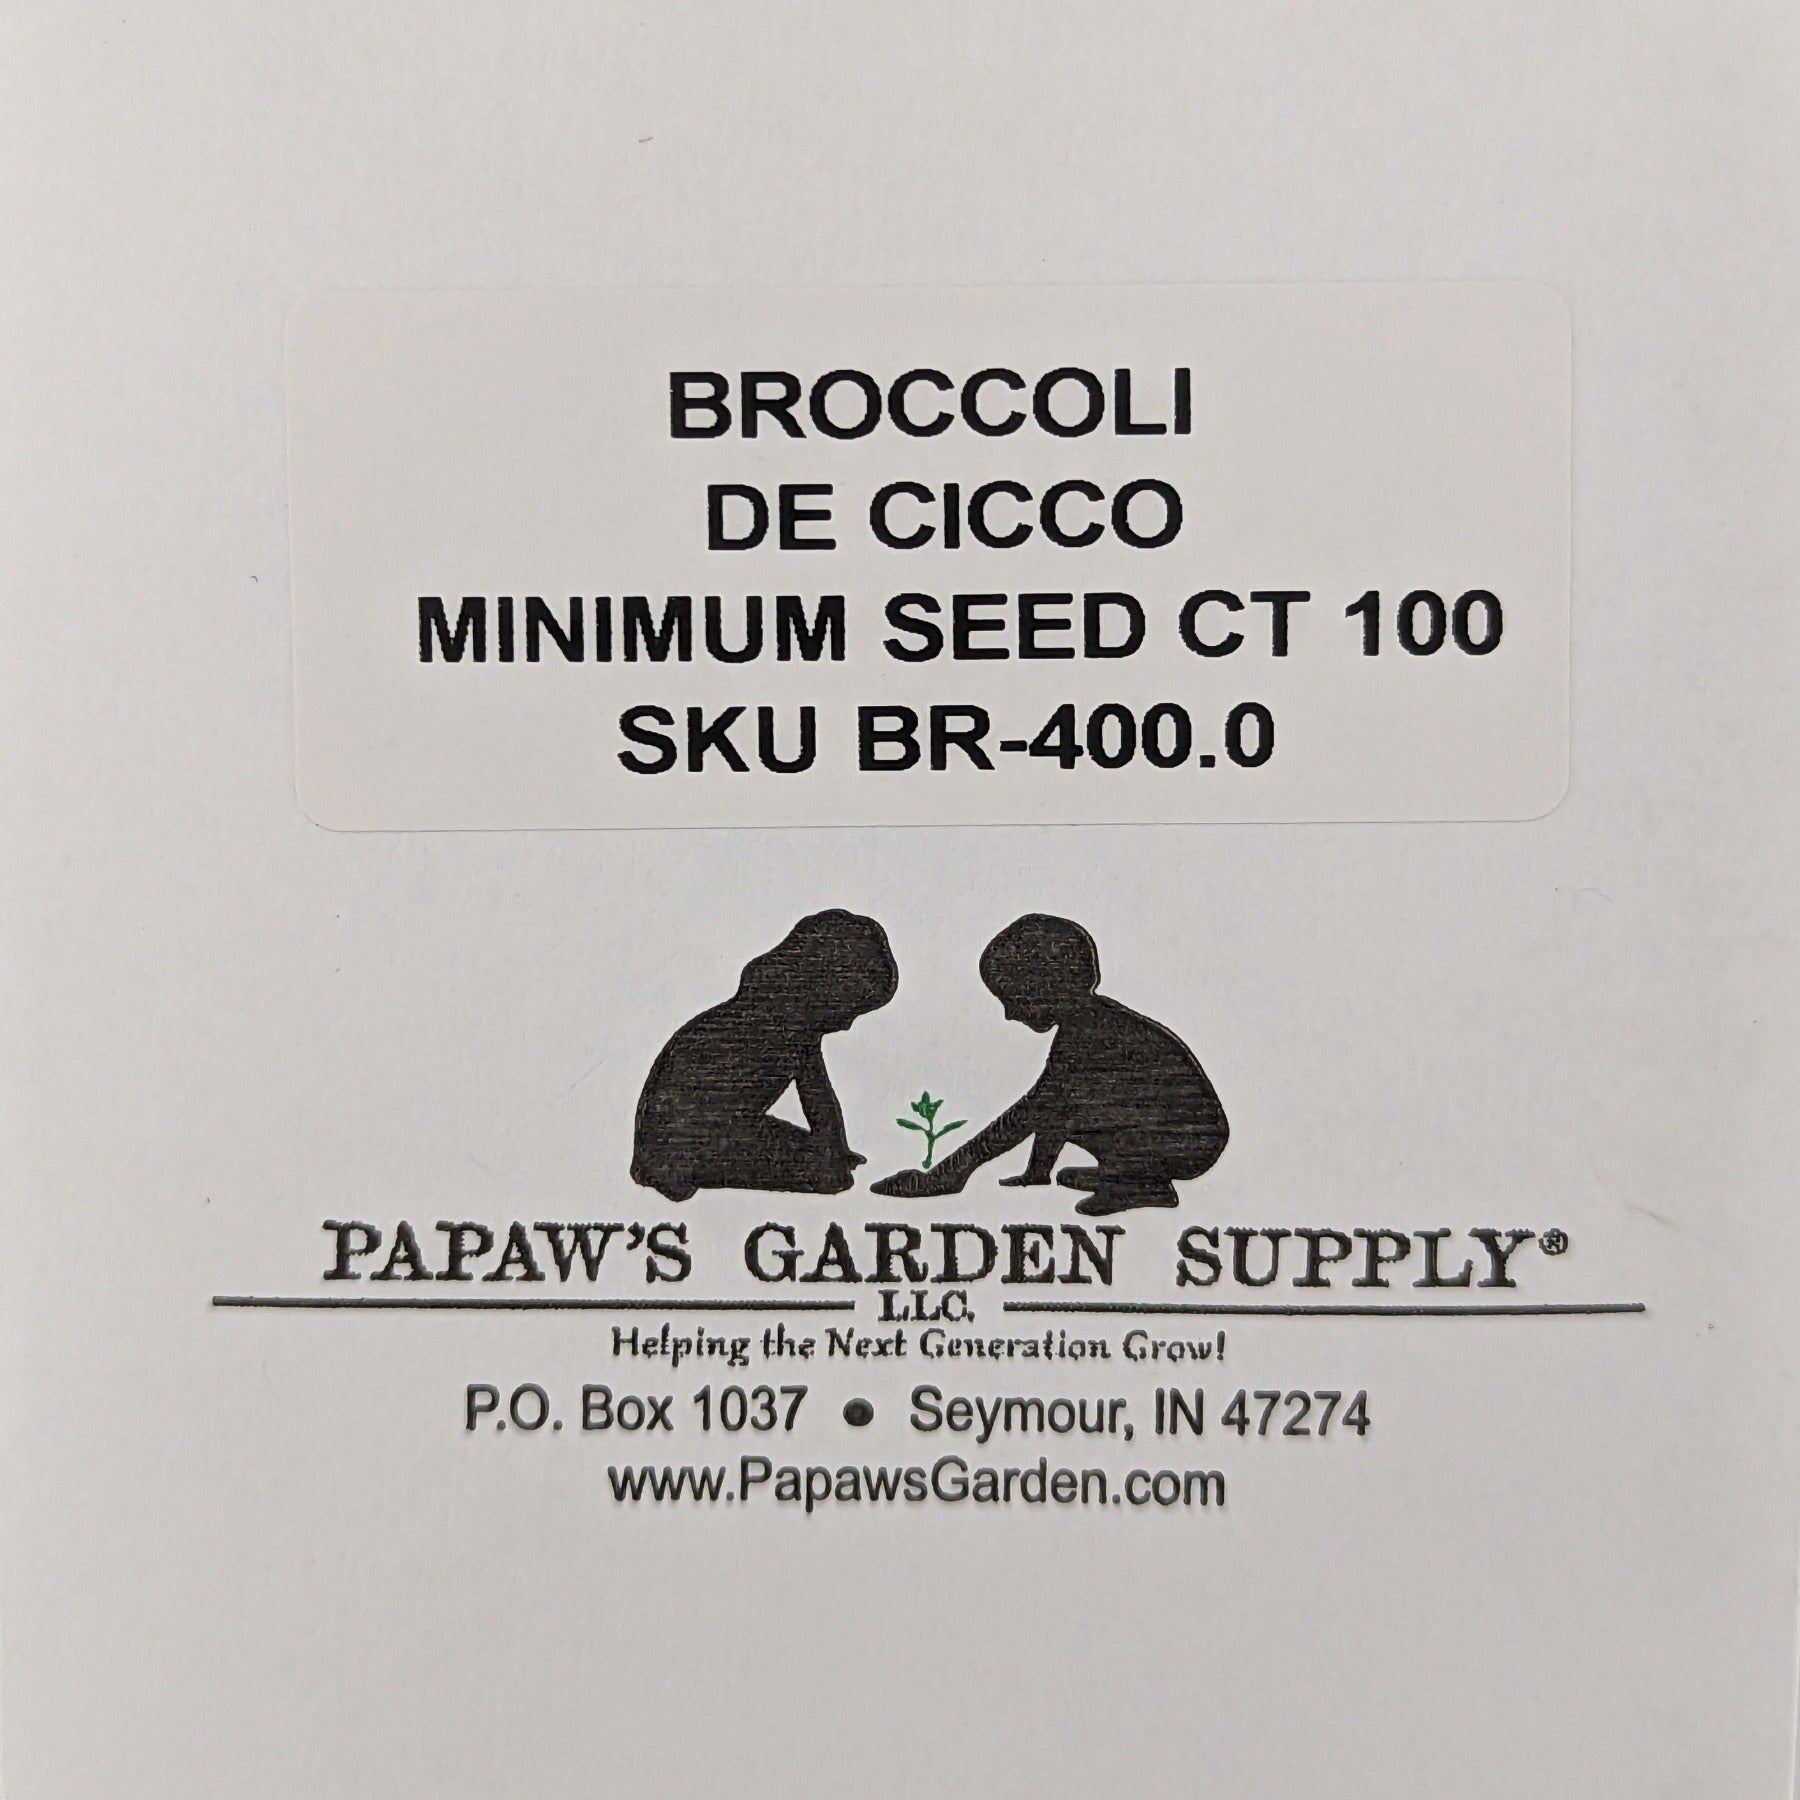 BROCCOLI
DE CICCO
MINIMUM SEED CT 100
SKU BR-400.0
PAPAW'S GARDEN SUPPLY®
LLC.
Helping the Next Generation Grow!
P.O. Box 1037 • Seymour, IN 47274
www.PapawsGarden.com